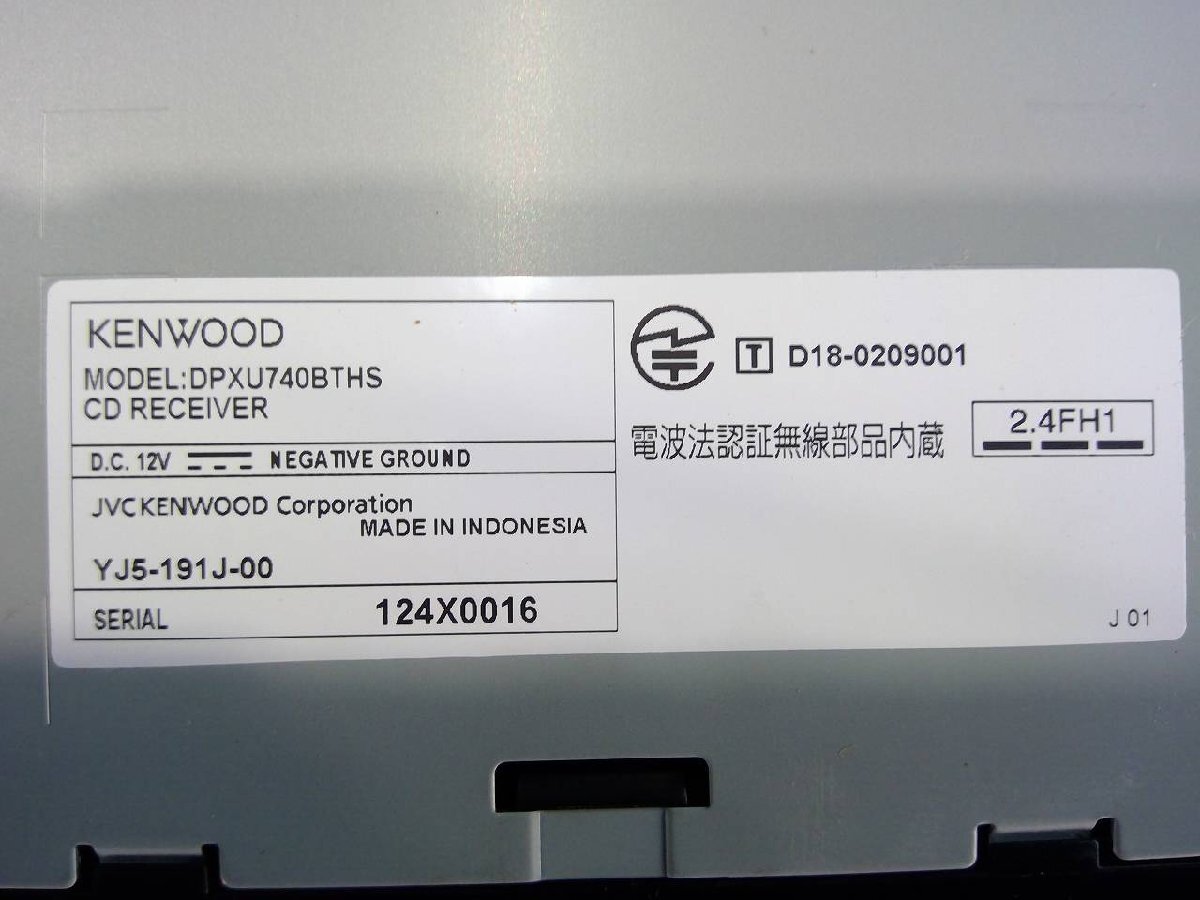 KENWOOD
MODEL:DPXU740BTHS
CD RECEIVER
D.C. 12V NEGATIVE GROUND
JVCKENWOOD Corporation
MADE IN INDONESIA
YJ5-191J-00
SERIAL 124X0016
T D18-0209001
電波法認証無線部品内蔵
2.4FH1
J 01